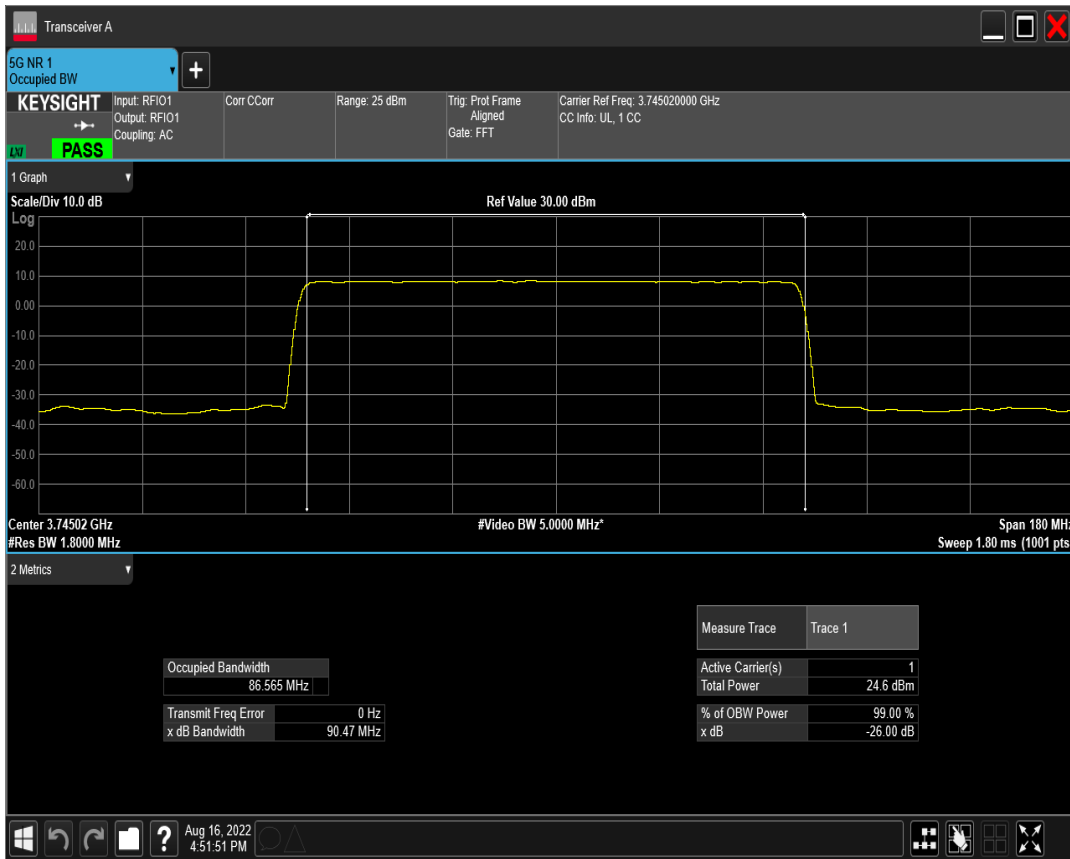 Transceiver A
5G NR 1
Occupied BW
KEYSIGHT
LXI
PASS
Input: RFIO1
Output: RFIO1
Coupling: AC
Corr CCorr
Range: 25 dBm
Trig: Prot Frame
Aligned
Gate: FFT
Carrier Ref Freq: 3.745020000 GHz
CC Info: UL, 1 CC
1 Graph
Scale/Div 10.0 dB
Ref Value 30.00 dBm
Log
20.0
10.0
0.00
-10.0
-20.0
-30.0
-40.0
-50.0
-60.0
Center 3.74502 GHz
#Video BW 5.0000 MHz*
Span 180 MHz
#Res BW 1.8000 MHz
Sweep 1.80 ms (1001 pts
2 Metrics
Measure Trace Trace 1
Occupied Bandwidth
86.565 MHz
Active Carrier(s) 1
Total Power 24.6 dBm
Transmit Freq Error 0 Hz
x dB Bandwidth 90.47 MHz
% of OBW Power 99.00 %
x dB -26.00 dB
Aug 16, 2022
4:51:51 PM